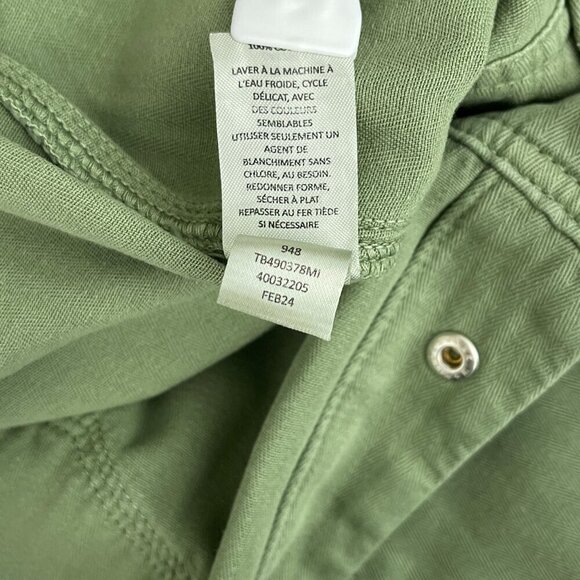 100%
LAVER À LA MACHINE À
L'EAU FROIDE, CYCLE
DÉLICAT, AVEC
DES COULEURS
SEMBLABLES
UTILISER SEULEMENT UN
AGENT DE
BLANCHIMENT SANS
CHLORE, AU BESOIN.
REDONNER FORME,
SÉCHER À PLAT
REPASSER AU FER TIÈDE
SI NÉCESSAIRE
948
TB490378MI
40032205
FEB24